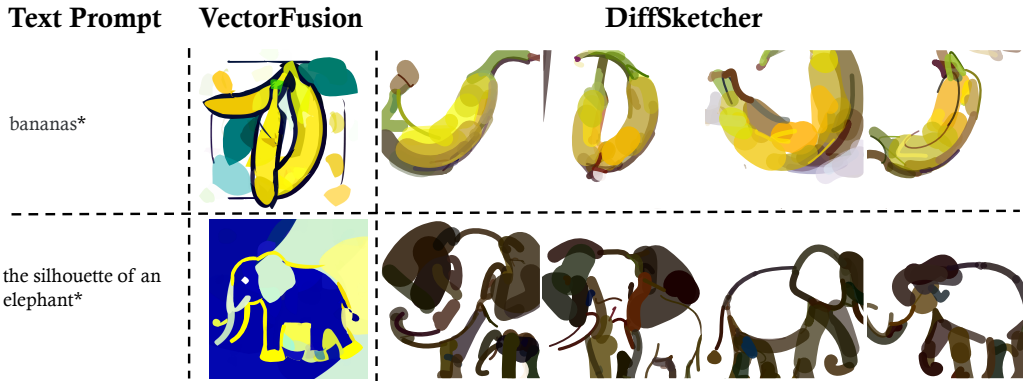 Text Prompt VectorFusion DiffSketcher
bananas*
the silhouette of an
elephant*